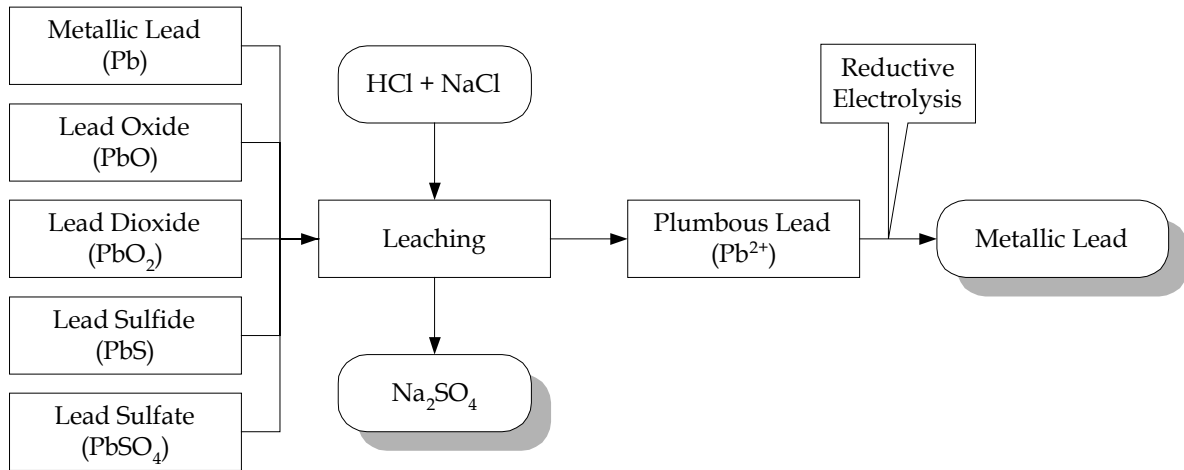 Metallic Lead
(Pb)
Lead Oxide
(PbO)
Lead Dioxide
(PbO₂)
Lead Sulfide
(PbS)
Lead Sulfate
(PbSO₄)
HCl + NaCl
Leaching
Na₂SO₄
Plumbous Lead
(Pb²⁺)
Reductive
Electrolysis
Metallic Lead